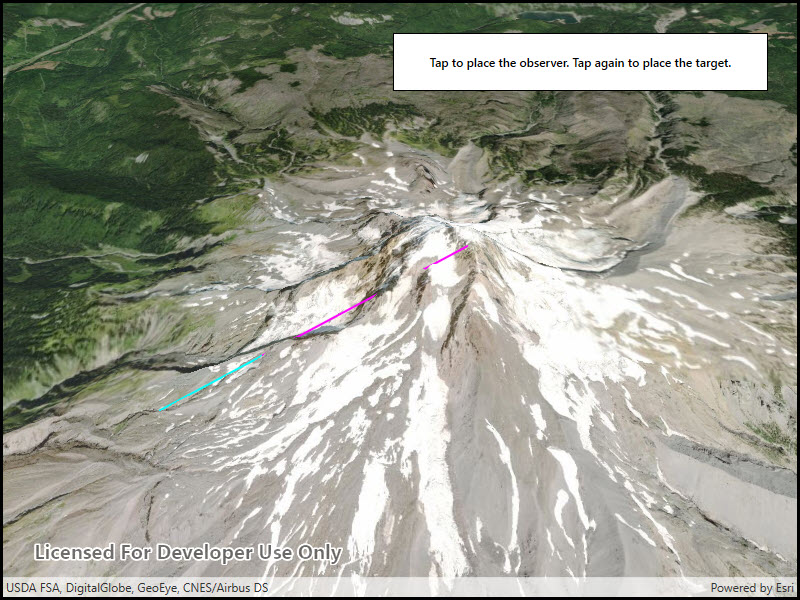 Tap to place the observer. Tap again to place the target.
Licensed For Developer Use Only
USDA FSA, DigitalGlobe, GeoEye, CNES/Airbus DS
Powered by Esri